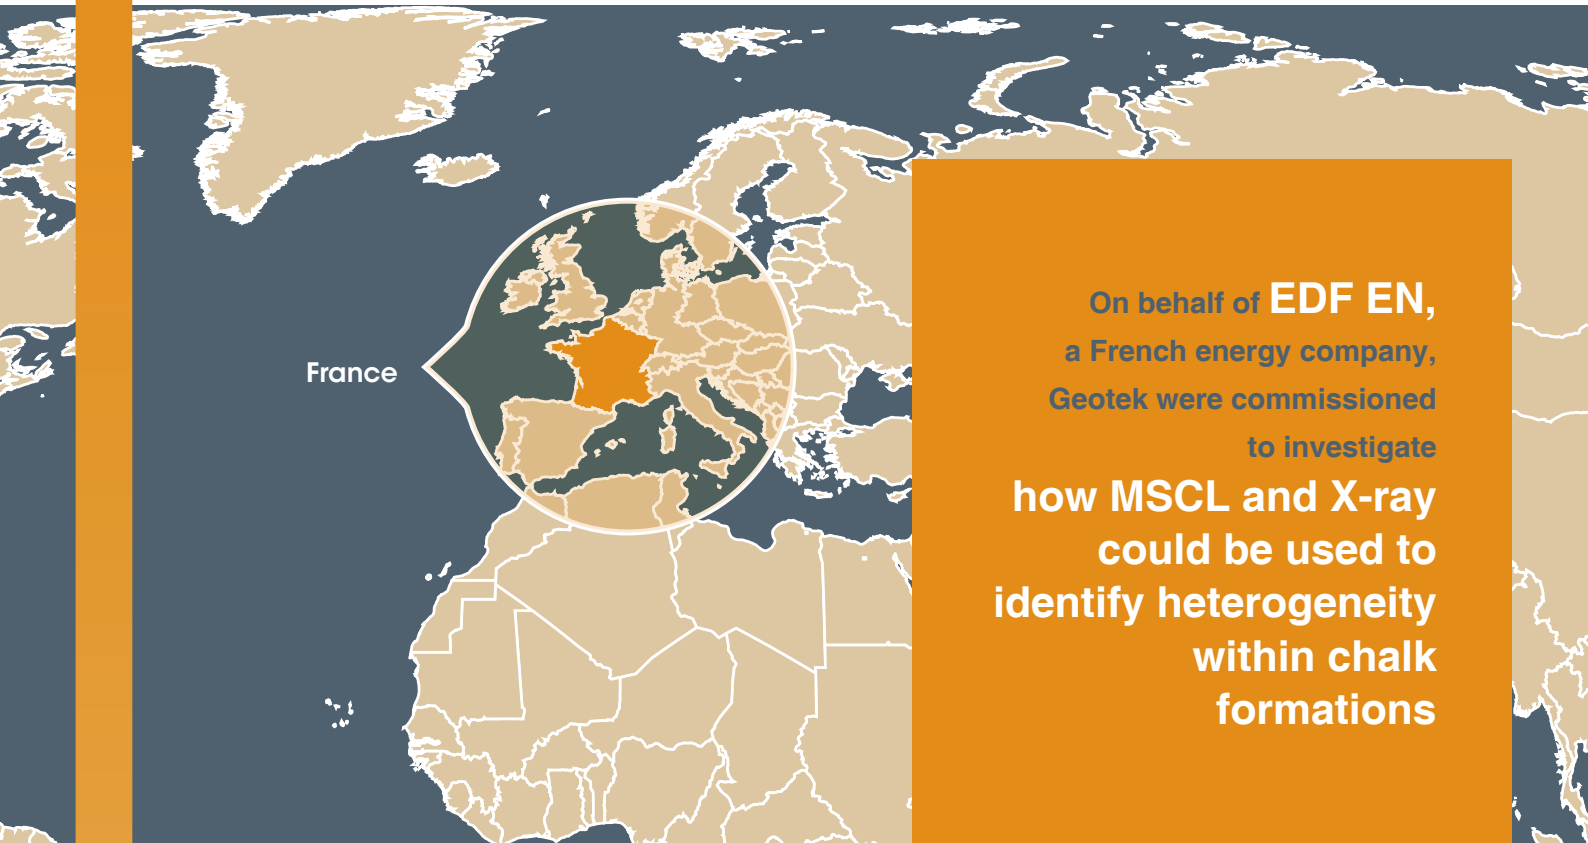 France
On behalf of EDF EN,
a French energy company,
Geotek were commissioned
to investigate
how MSCL and X-ray
could be used to
identify heterogeneity
within chalk
formations